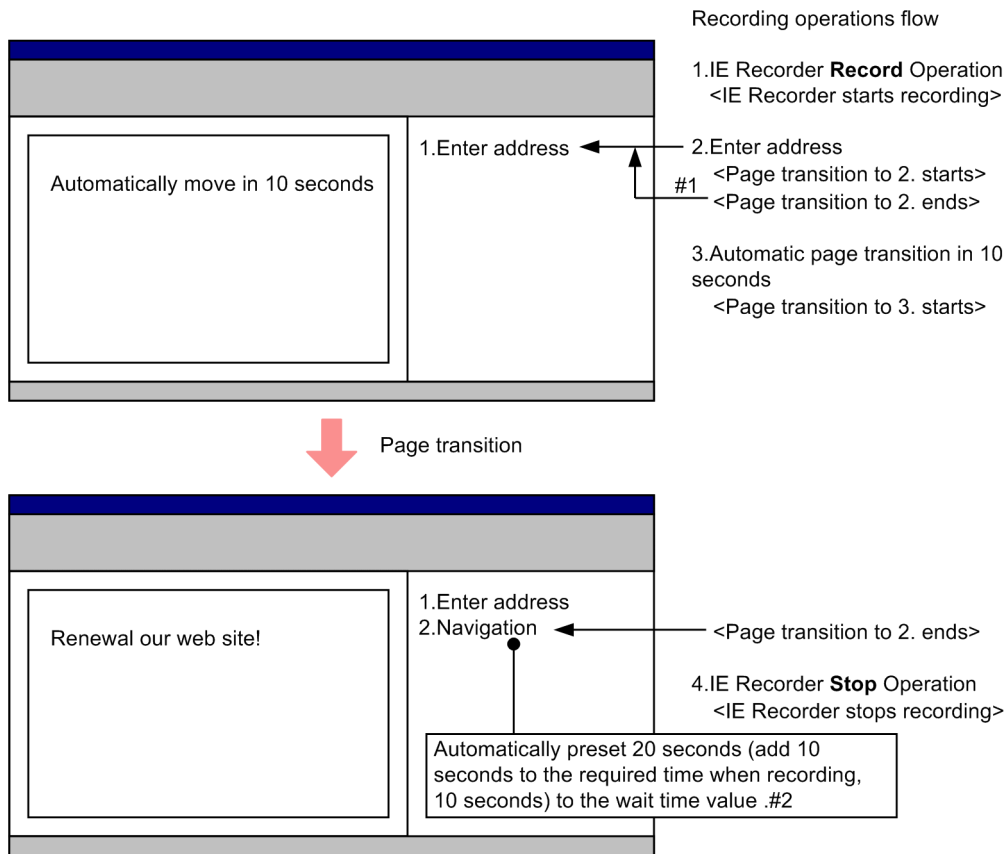 Recording operations flow
1.IE Recorder Record Operation
<IE Recorder starts recording>
Automatically move in 10 seconds
1.Enter address
2.Enter address
<Page transition to 2. starts>
#1
<Page transition to 2. ends>
3.Automatic page transition in 10
seconds
<Page transition to 3. starts>
Page transition
Renewal our web site!
1.Enter address
2.Navigation
<Page transition to 2. ends>
4.IE Recorder Stop Operation
<IE Recorder stops recording>
Automatically preset 20 seconds (add 10
seconds to the required time when recording,
10 seconds) to the wait time value .#2